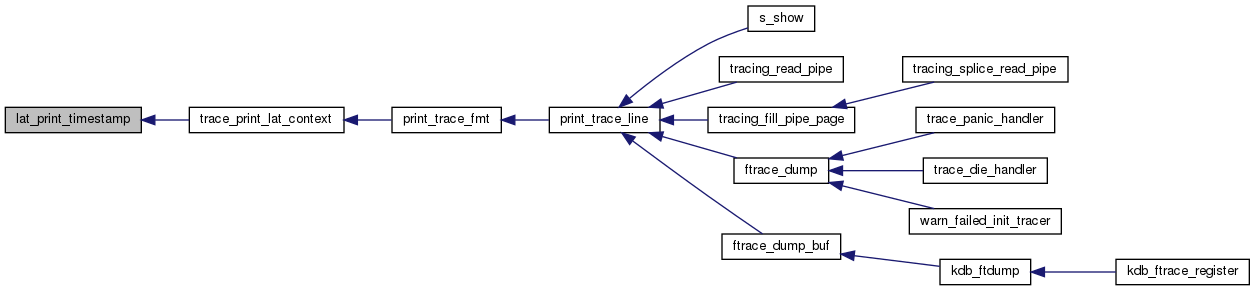 s_show
tracing_read_pipe
tracing_splice_read_pipe
lat_print_timestamp
trace_print_lat_context
print_trace_fmt
print_trace_line
tracing_fill_pipe_page
trace_panic_handler
ftrace_dump
trace_die_handler
warn_failed_init_tracer
ftrace_dump_buf
kdb_ftdump
kdb_ftrace_register